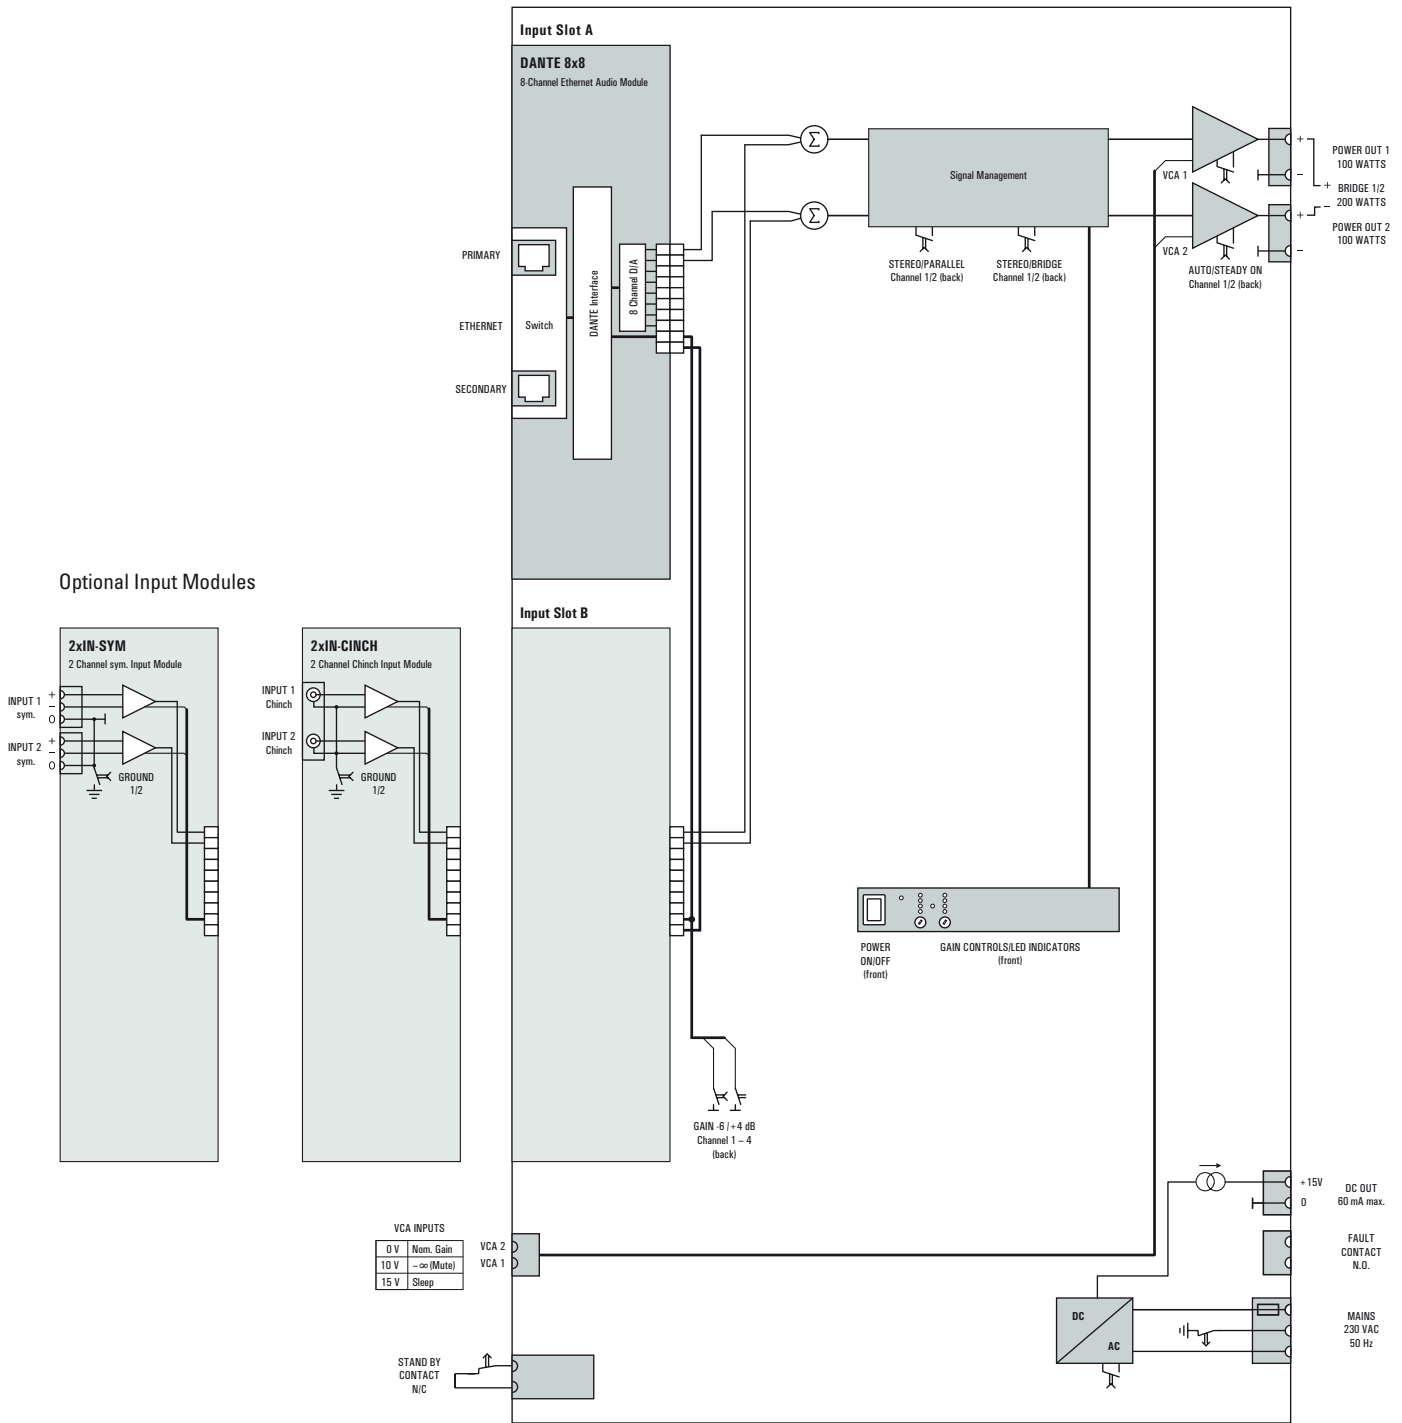 Input Slot A
DANTE 8x8
8-Channel Ethernet Audio Module
PRIMARY
ETHERNET
SECONDARY
Switch
DANTE Interface
8 Channel D/A
Σ
Σ
Signal Management
STEREO/PARALLEL
Channel 1/2 (back)
STEREO/BRIDGE
Channel 1/2 (back)
VCA 1
VCA 2
AUTO/STEADY ON
Channel 1/2 (back)
+
−
+
−
+
−
POWER OUT 1
100 WATTS
BRIDGE 1/2
200 WATTS
POWER OUT 2
100 WATTS
Optional Input Modules
2xIN-SYM
2 Channel sym. Input Module
INPUT 1
sym.
+
−
0
INPUT 2
sym.
+
−
0
GROUND
1/2
2xIN-CINCH
2 Channel Chinch Input Module
INPUT 1
Chinch
INPUT 2
Chinch
GROUND
1/2
Input Slot B
POWER
ON/OFF
(front)
GAIN CONTROLS/LED INDICATORS
(front)
GAIN -6 / +4 dB
Channel 1 – 4
(back)
VCA INPUTS
0 V Nom. Gain
10 V −∞ (Mute)
15 V Sleep
VCA 2
VCA 1
STAND BY
CONTACT
N/C
DC
AC
+15V
0
DC OUT
60 mA max.
FAULT
CONTACT
N.O.
MAINS
230 VAC
50 Hz